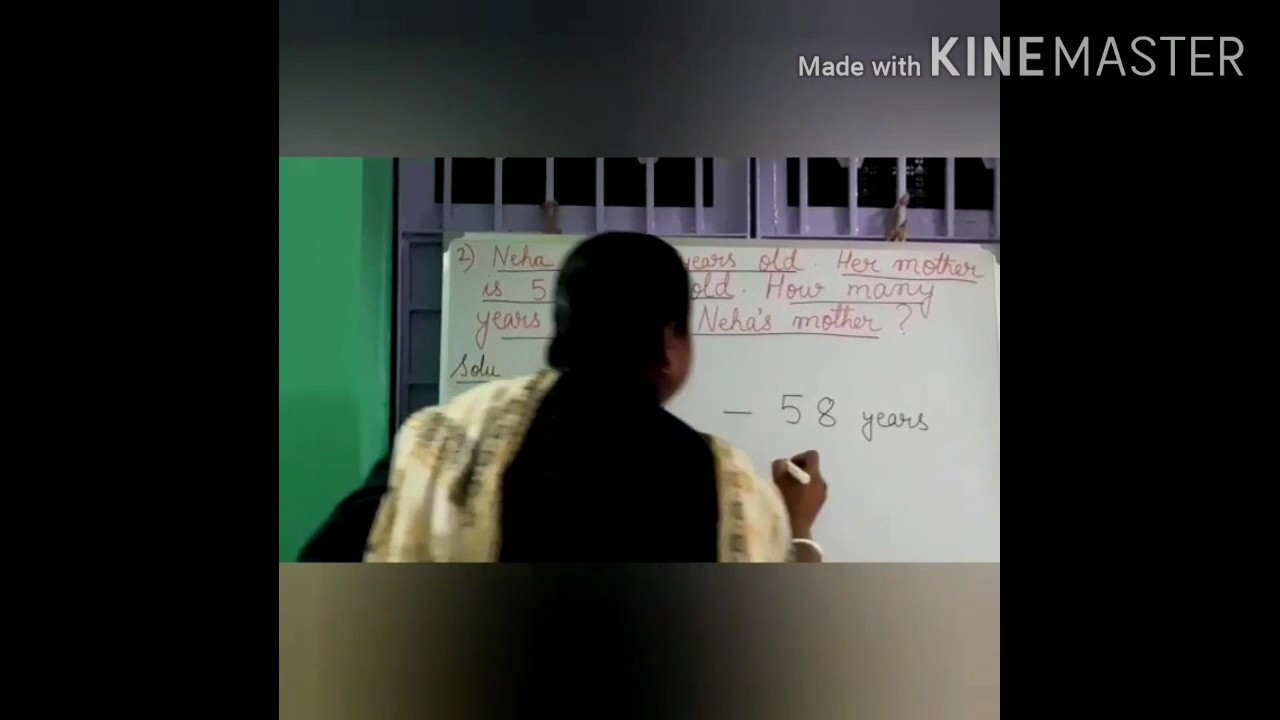 Made with KINEMASTER
2) Neha years old. Her mother
is 5 old. How many
years Neha's mother ?
Solu
— 58 years